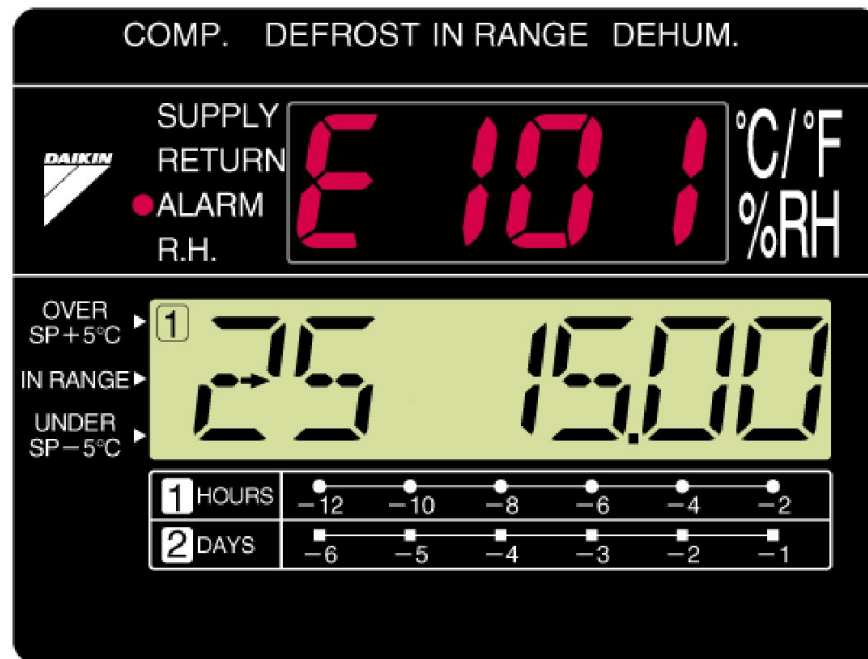 COMP. DEFROST IN RANGE DEHUM.
SUPPLY
RETURN
ALARM
R.H.
DAIKIN
E 101
°C/°F
%RH
OVER
SP+5°C
IN RANGE
UNDER
SP−5°C
1
25 15.00
1 HOURS −12 −10 −8 −6 −4 −2
2 DAYS −6 −5 −4 −3 −2 −1